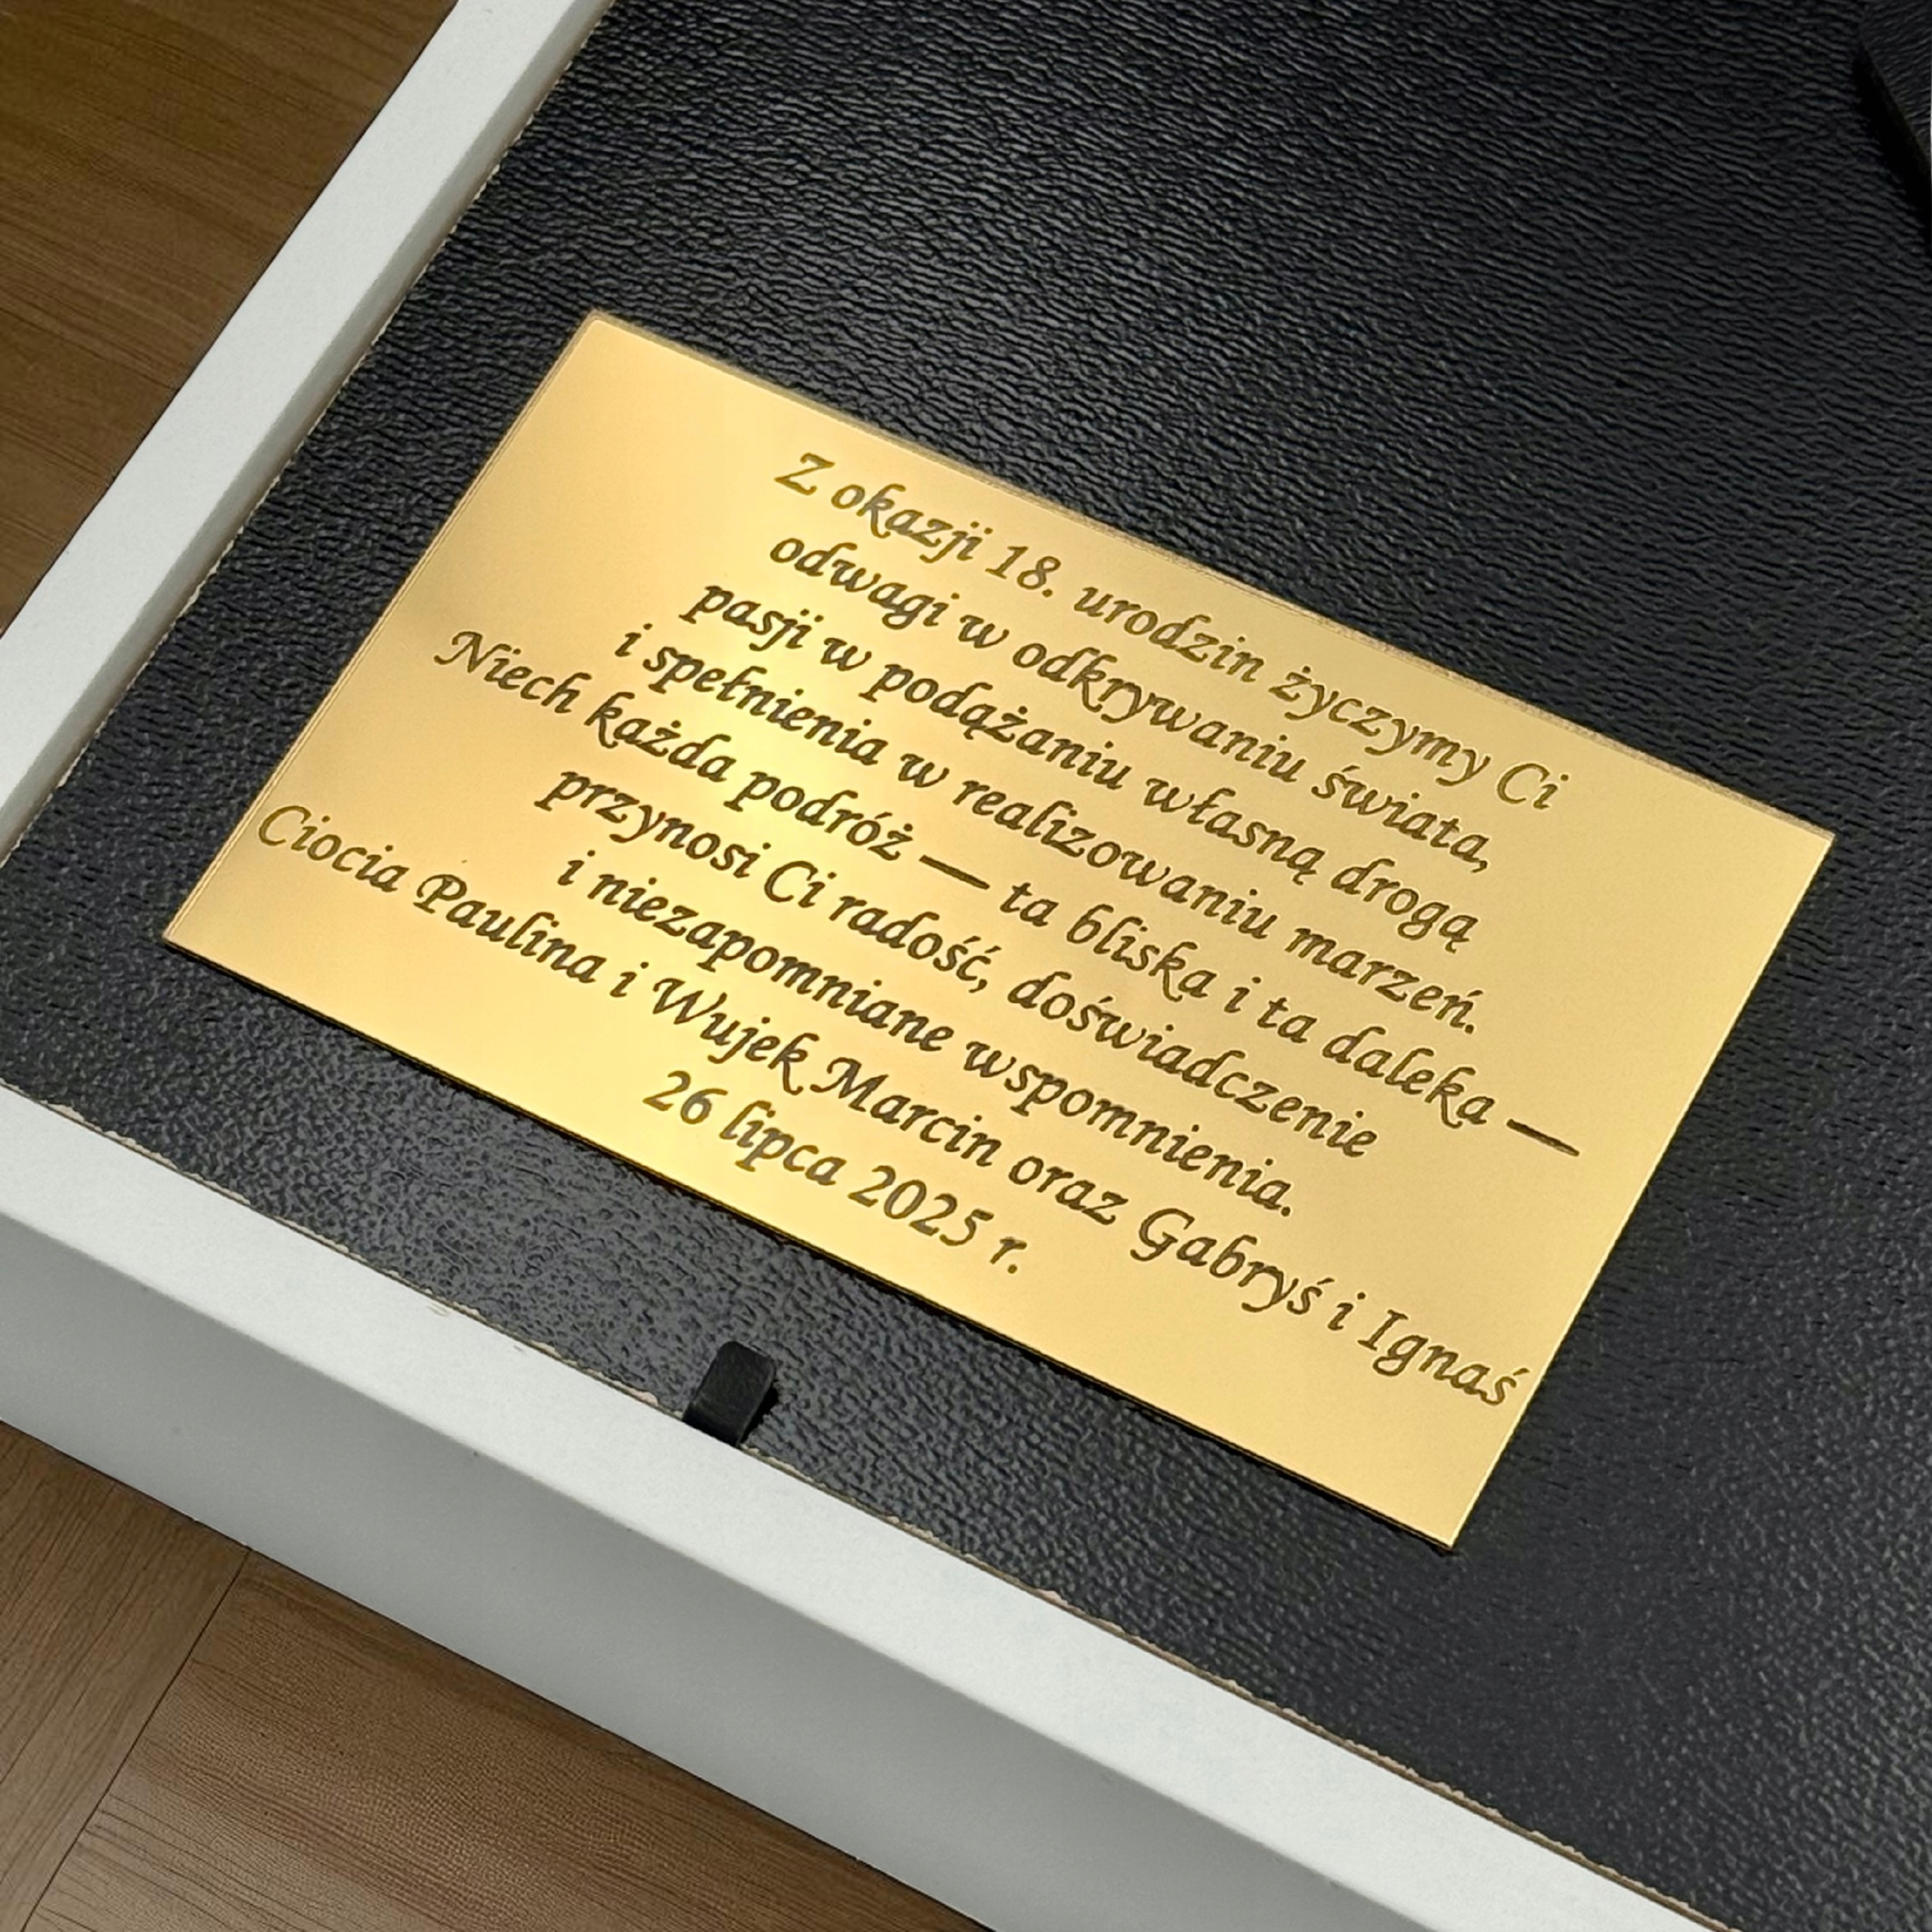 Z okazji 18. urodzin życzymy Ci
odwagi w odkrywaniu świata,
pasji w podążaniu własną drogą
i spełnienia w realizowaniu marzeń.
Niech każda podróż — ta bliska i ta daleka —
przynosi Ci radość, doświadczenie
i niezapomniane wspomnienia.
Ciocia Paulina i Wujek Marcin oraz Gabryś i Ignaś
26 lipca 2025 r.